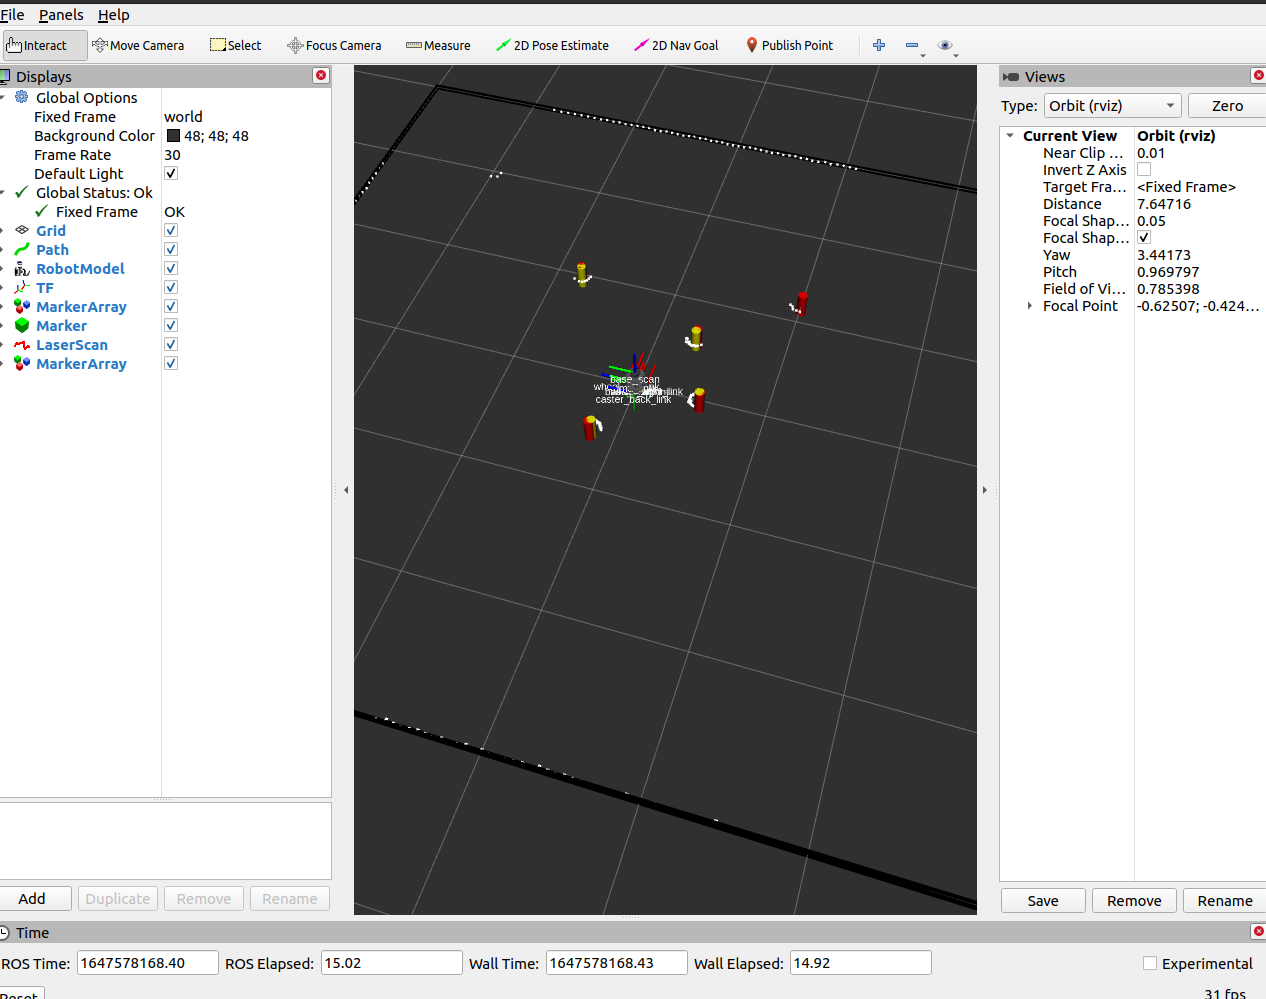 File Panels Help
Interact Move Camera Select Focus Camera Measure 2D Pose Estimate 2D Nav Goal Publish Point
Displays
Global Options
Fixed Frame world
Background Color 48; 48; 48
Frame Rate 30
Default Light
Global Status: Ok
Fixed Frame OK
Grid
Path
RobotModel
TF
MarkerArray
Marker
LaserScan
MarkerArray
Add Duplicate Remove Rename
base_scan
caster_back_link
Views
Type: Orbit (rviz) Zero
Current View Orbit (rviz)
Near Clip ... 0.01
Invert Z Axis
Target Fra... <Fixed Frame>
Distance 7.64716
Focal Shap... 0.05
Focal Shap...
Yaw 3.44173
Pitch 0.969797
Field of Vi... 0.785398
Focal Point -0.62507; -0.424...
Save Remove Rename
Time
ROS Time: 1647578168.40 ROS Elapsed: 15.02 Wall Time: 1647578168.43 Wall Elapsed: 14.92 Experimental
Reset 31 fps